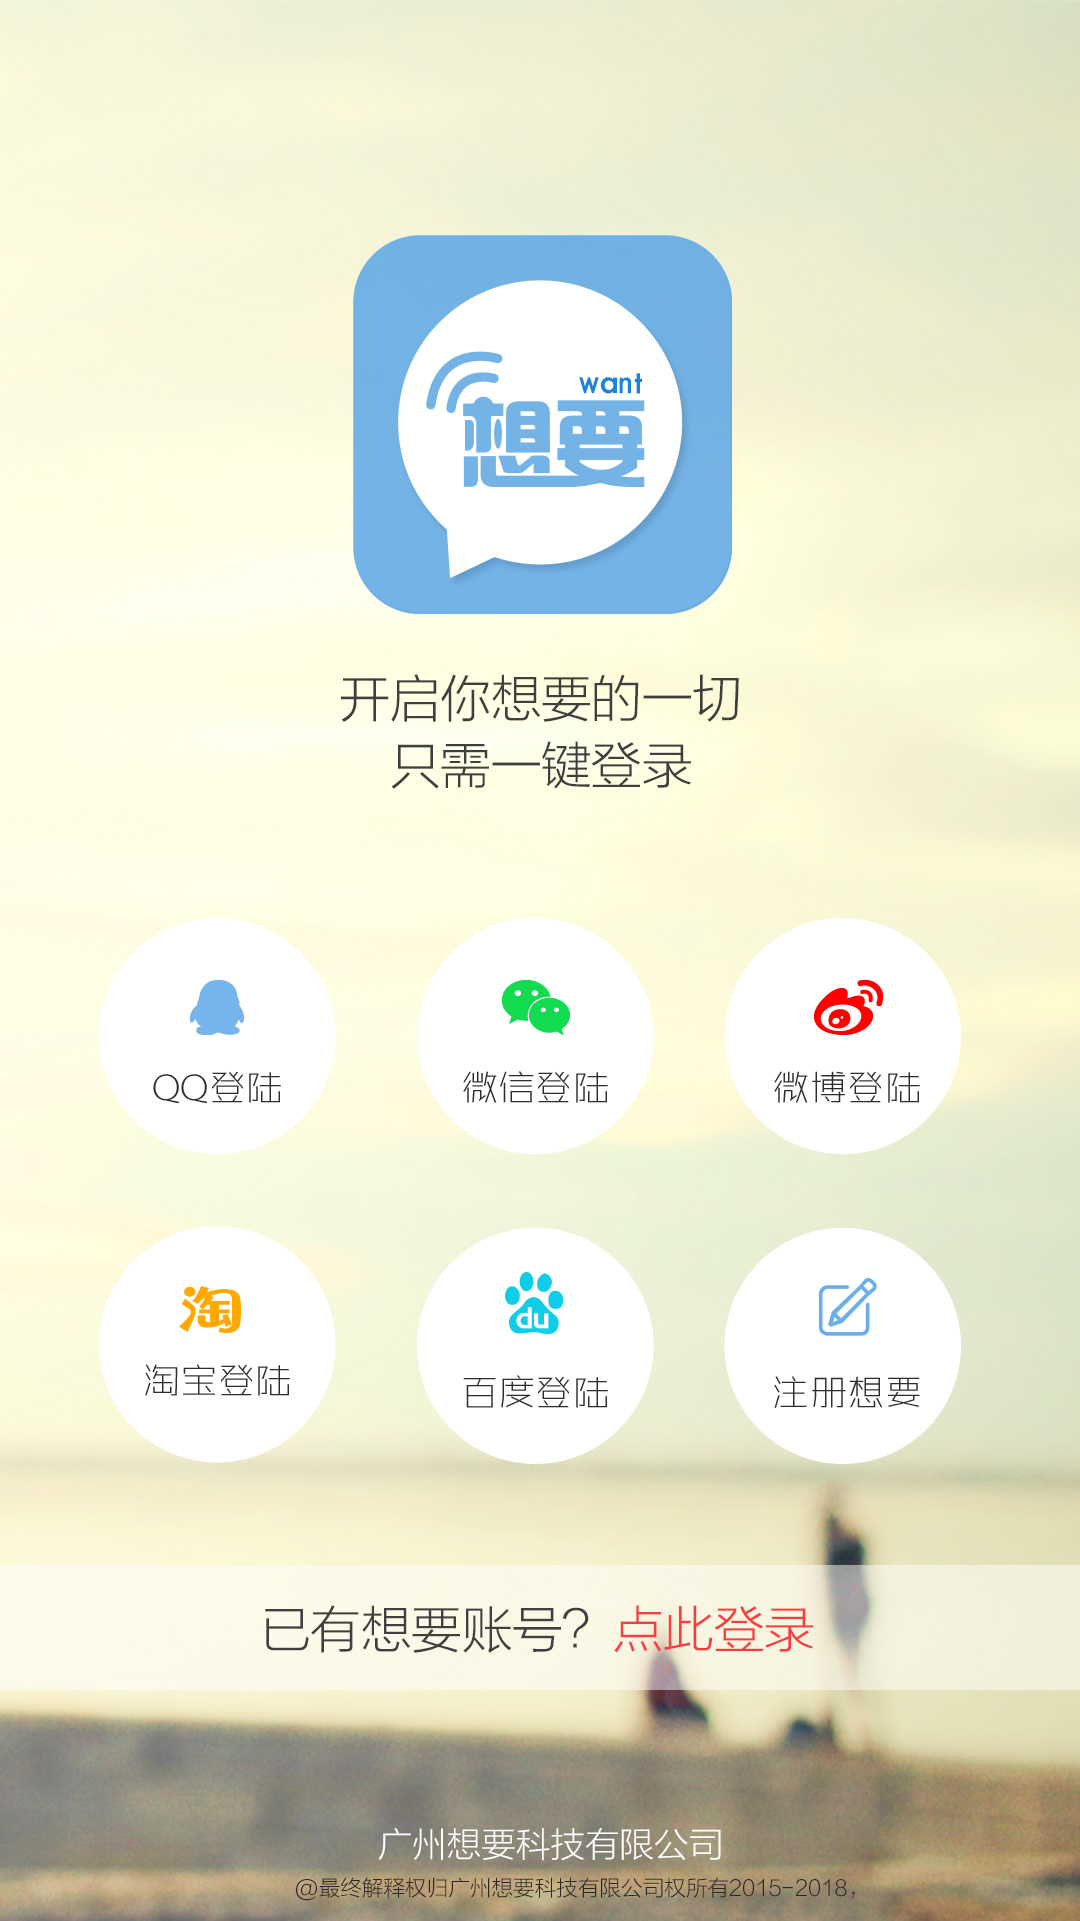 want
想要
开启你想要的一切
只需一键登录
QQ登陆
微信登陆
微博登陆
淘
du
淘宝登陆
百度登陆
注册想要
已有想要账号？点此登录
广州想要科技有限公司
@最终解释权归广州想要科技有限公司权所有2015-2018，